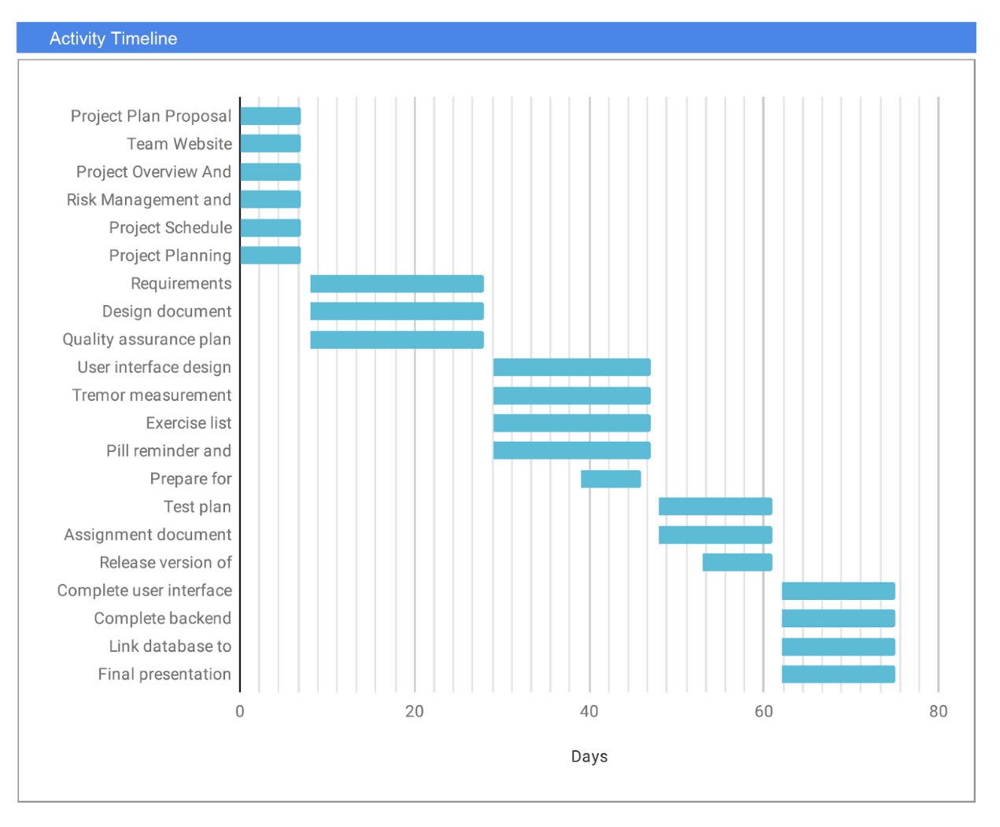 Activity Timeline
Project Plan Proposal
Team Website
Project Overview And
Risk Management and
Project Schedule
Project Planning
Requirements
Design document
Quality assurance plan
User interface design
Tremor measurement
Exercise list
Pill reminder and
Prepare for
Test plan
Assignment document
Release version of
Complete user interface
Complete backend
Link database to
Final presentation
0 20 40 60 80
Days